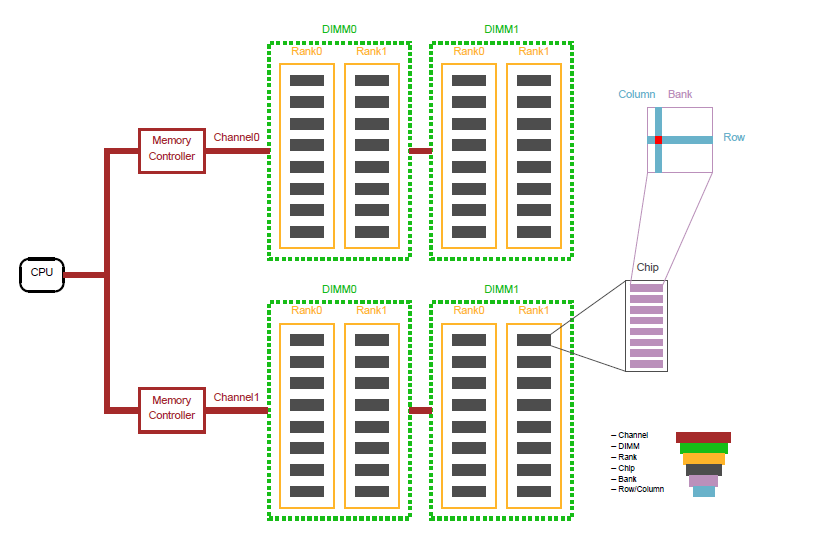 DIMM0
DIMM1
Rank0
Rank1
Rank0
Rank1
Column
Bank
Row
Memory
Controller
Channel0
CPU
Chip
DIMM0
DIMM1
Rank0
Rank1
Rank0
Rank1
Memory
Controller
Channel1
– Channel
– DIMM
– Rank
– Chip
– Bank
– Row/Column